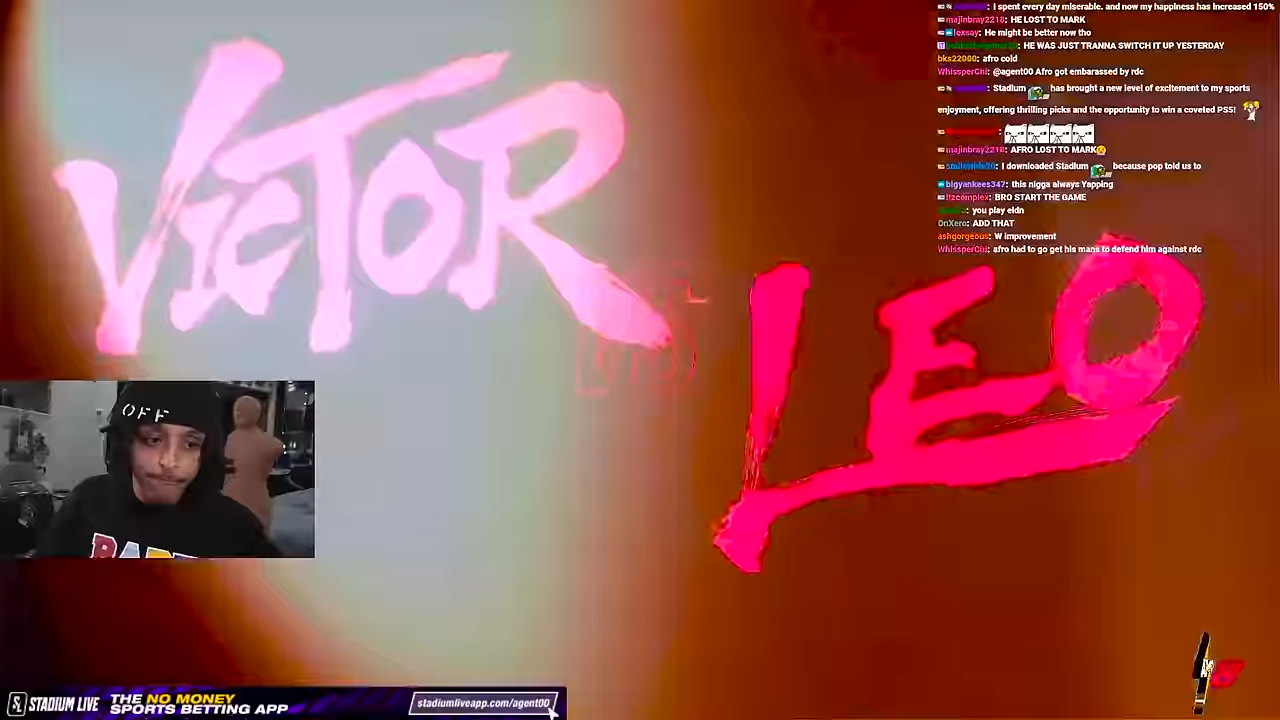 I spent every day miserable. and now my happiness has increased 150%
majinbray2218: HE LOST TO MARK
lexsay: He might be better now tho
HE WAS JUST TRANNA SWITCH IT UP YESTERDAY
bks22000: afro cold
WhissperChi: @agent00 Afro got embarassed by rdc
Stadium has brought a new level of excitement to my sports
enjoyment, offering thrilling picks and the opportunity to win a coveted PS5!
majinbray2218: AFRO LOST TO MARK
I downloaded Stadium because pop told us to
bigyankees347: this nigga always Yapping
itzcomplex: BRO START THE GAME
you play eldn
OnXero: ADD THAT
ashgorgeous: W improvement
WhissperChi: afro had to go get his mans to defend him against rdc
VICTOR
LEO
OFF
STADIUM LIVE
THE NO MONEY
SPORTS BETTING APP
stadiumliveapp.com/agent00